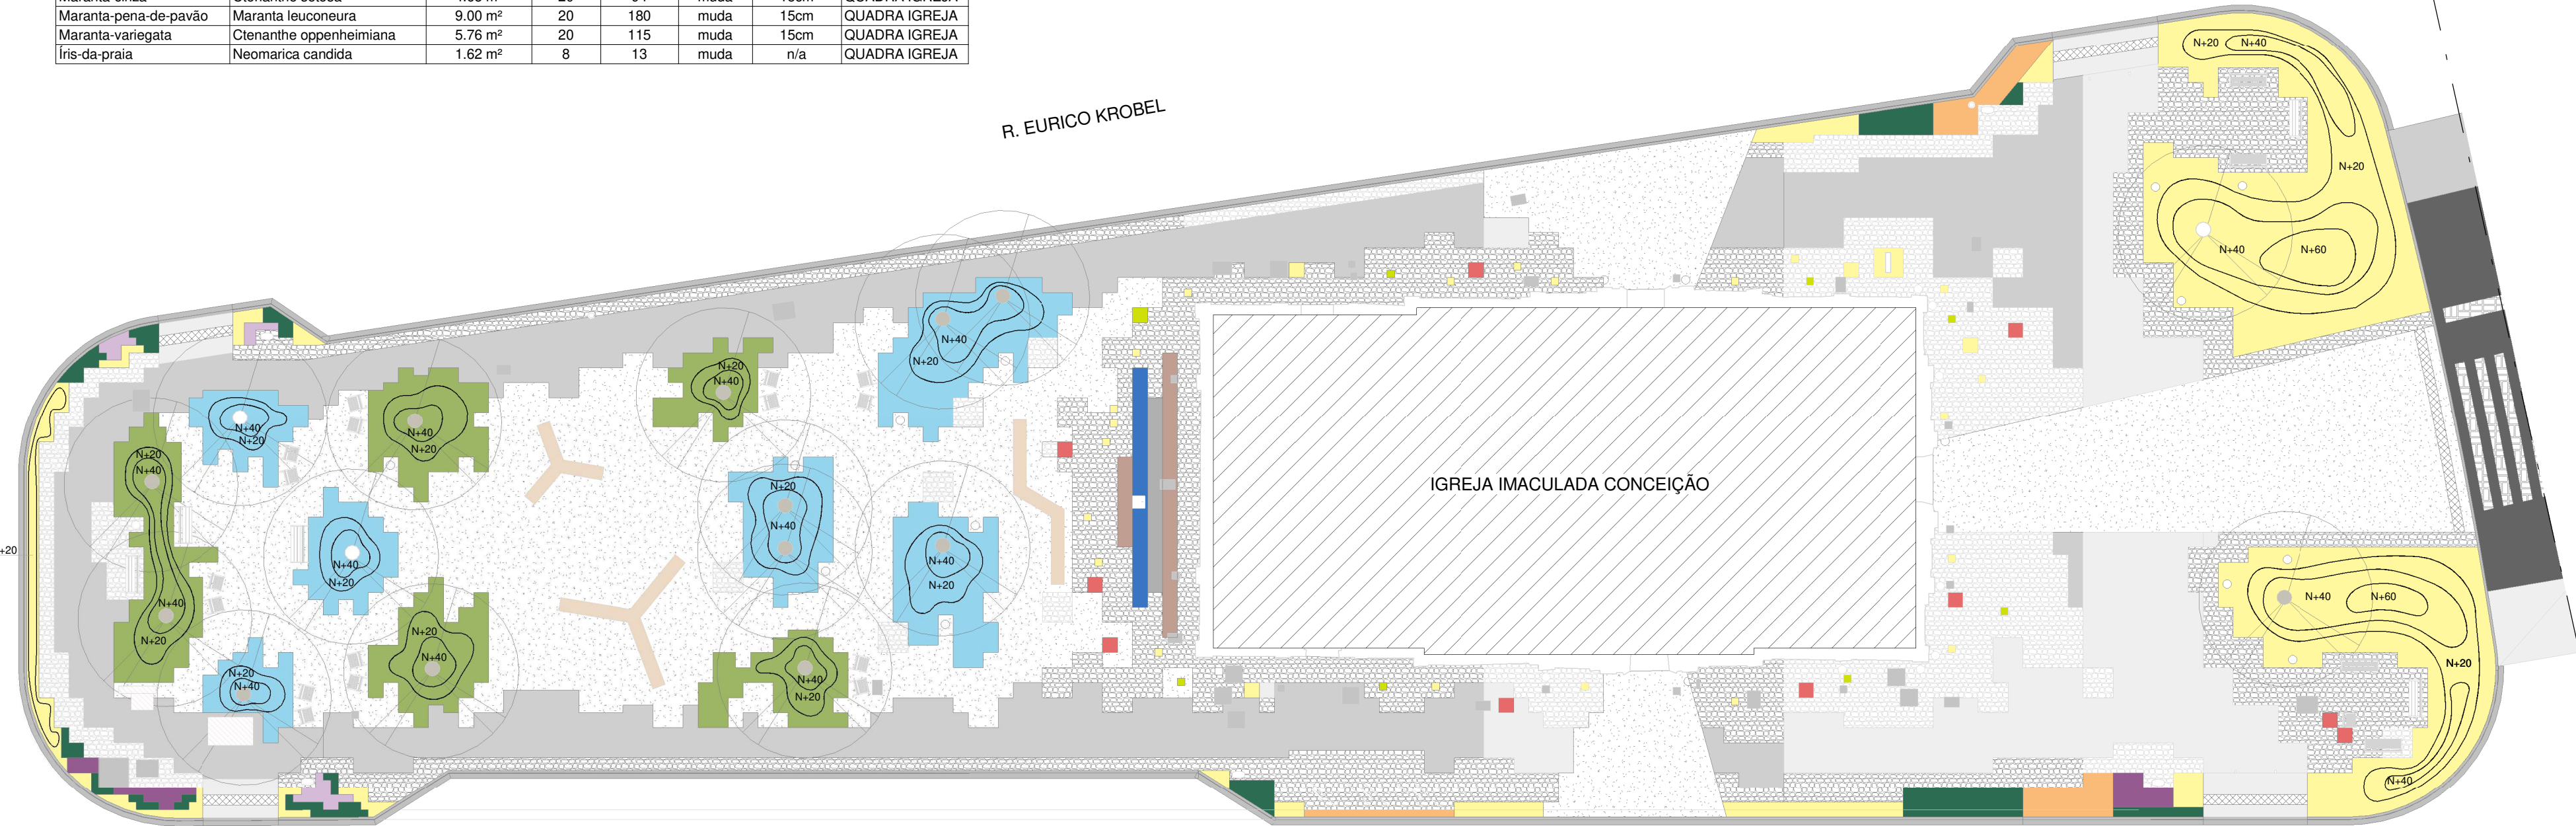 Maranta-pena-de-pavão Maranta leuconeura 9.00 m² 20 180 muda 15cm QUADRA IGREJA
Maranta-variegata Ctenanthe oppenheimiana 5.76 m² 20 115 muda 15cm QUADRA IGREJA
Íris-da-praia Neomarica candida 1.62 m² 8 13 muda n/a QUADRA IGREJA
N+20 N+40
R. EURICO KROBEL
N+20
N+40 N+60
N+40
N+20
N+20
N+40
N+40
N+20
N+40
N+20
N+20
N+40
N+20
N+40
IGREJA IMACULADA CONCEIÇÃO
+20
N+40
N+20
N+40
N+20
N+40
N+20
N+40 N+60
N+20
N+40
N+20
N+20
N+40
N+40
N+20
N+20
N+40